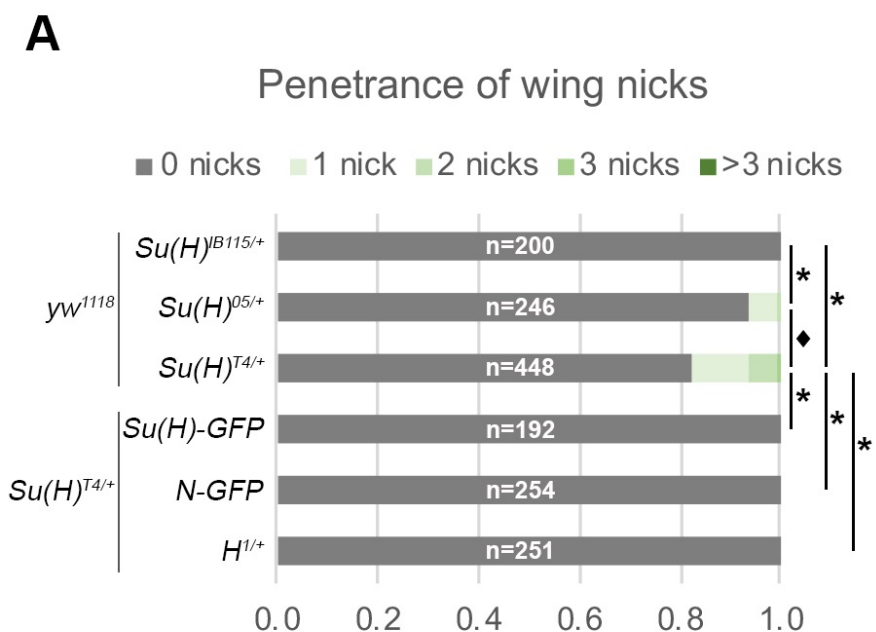 A
Penetrance of wing nicks
0 nicks 1 nick 2 nicks 3 nicks >3 nicks
yw1118
Su(H)IB115/+ n=200 *
Su(H)05/+ n=246 *
♦
Su(H)T4/+ n=448
*
Su(H)T4/+
Su(H)-GFP n=192 * *
N-GFP n=254
H1/+ n=251
0.0 0.2 0.4 0.6 0.8 1.0